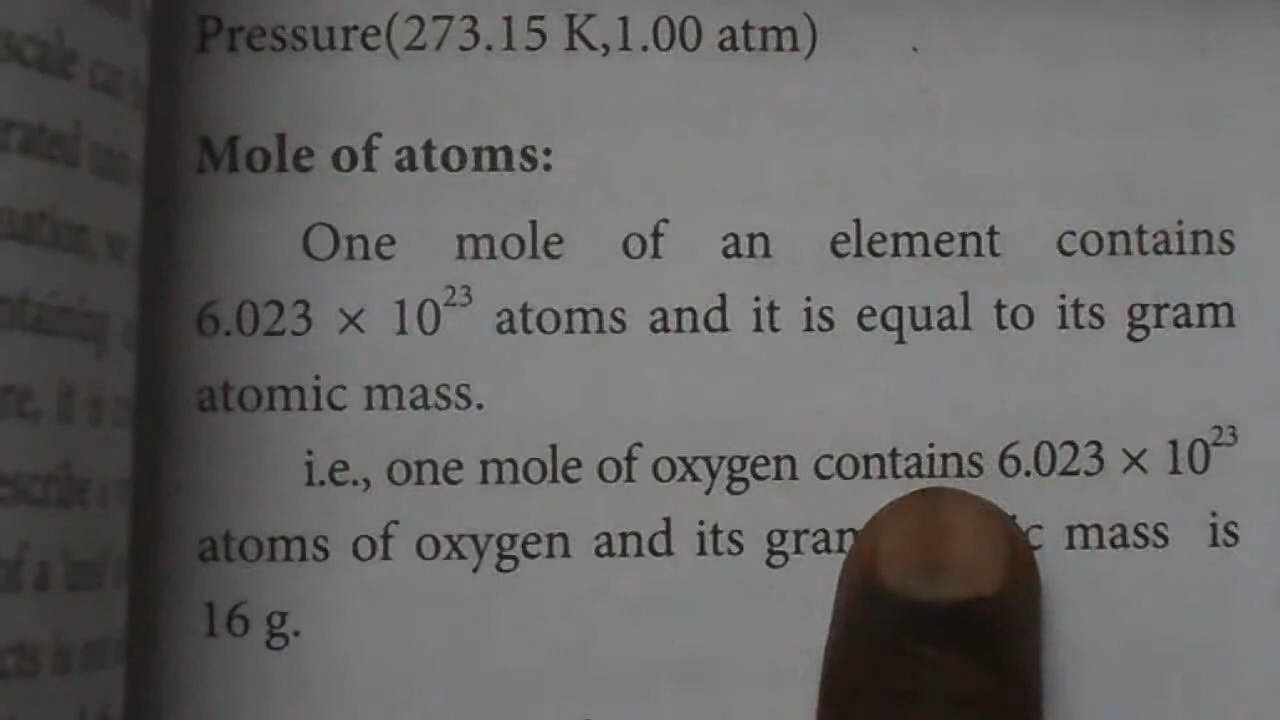 Pressure(273.15 K,1.00 atm)
Mole of atoms:
One mole of an element contains
6.023 × 10²³ atoms and it is equal to its gram
atomic mass.
i.e., one mole of oxygen contains 6.023 × 10²³
atoms of oxygen and its mass is
16 g.